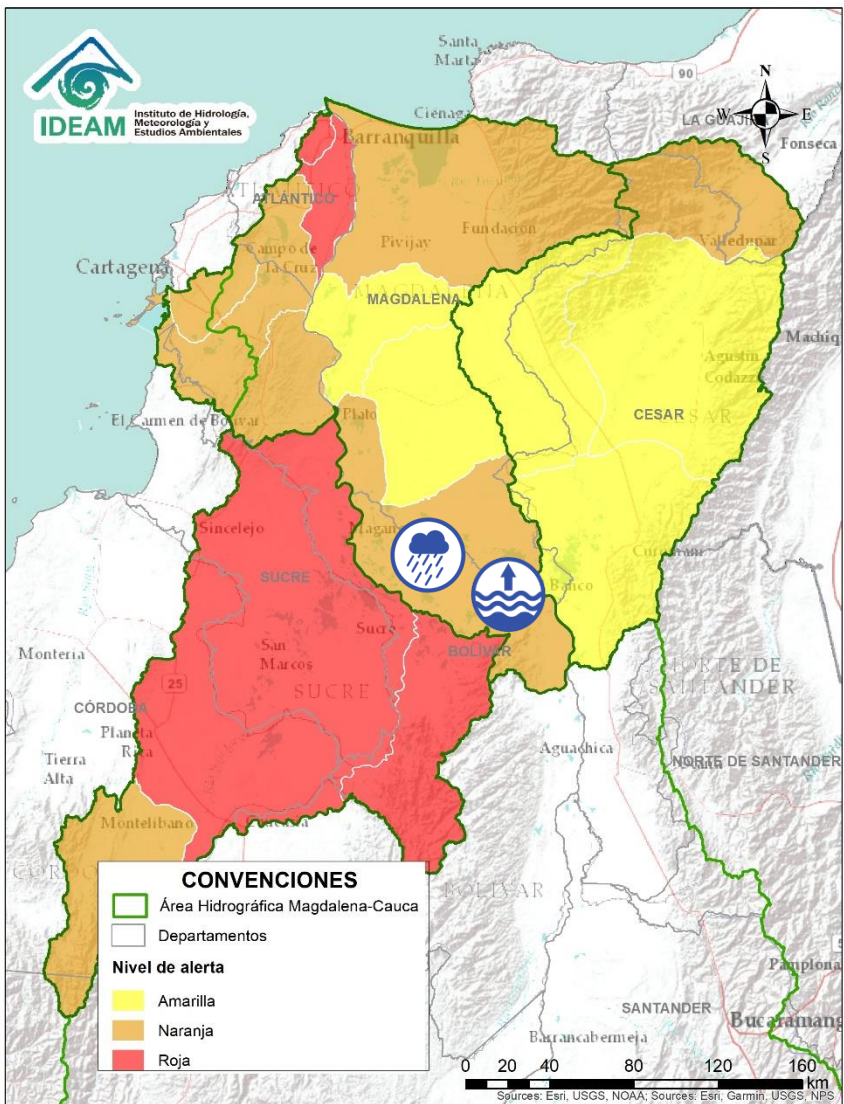 IDEAM
Instituto de Hidrología,
Meteorología y
Estudios Ambientales
Santa
Marta
90
N
W
E
S
LA GUAJIRA
Ciénaga
Fonseca
Barranquilla
ATLÁNTICO
Campo de
la Cruz
Pivijay
Fundación
Valledupar
Cartagena
MAGDALENA
Machiq
Agustín
Codazzi
El Carmen de Bolívar
Plato
CESAR
CESAR
Sincelejo
Magan
SUCRE
Curumaní
Banco
Sucre
San
Marcos
BOLÍVAR
Montería
SUCRE
25
NORTE DE
SANTANDER
CÓRDOBA
Planeta
Rica
Tierra
Alta
Aguachica
NORTE DE SANTANDER
Montelíbano
BOLÍVAR
CONVENCIONES
Área Hidrográfica Magdalena-Cauca
Departamentos
Nivel de alerta
Amarilla
Naranja
Roja
Pamplona
SANTANDER
Bucaramang
Barrancabermeja
0 20 40 80 120 160
km
Sources: Esri, USGS, NOAA; Sources: Esri, Garmin, USGS, NPS